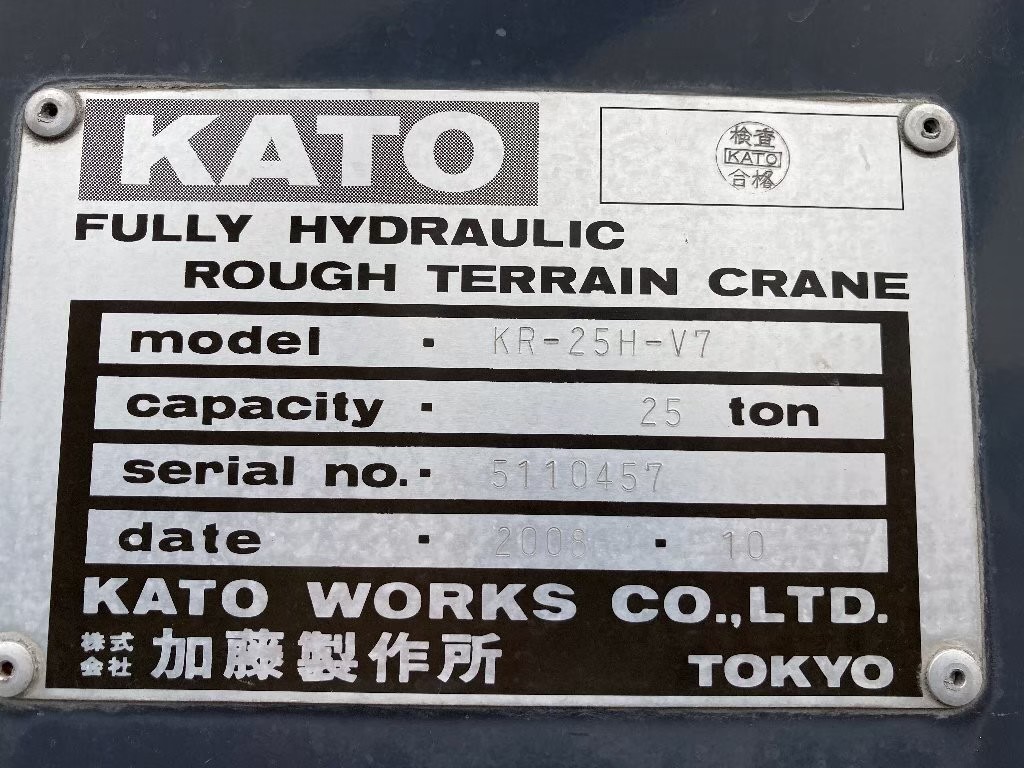 KATO
検査
KATO
合格
FULLY HYDRAULIC
ROUGH TERRAIN CRANE
model · KR-25H-V7
capacity · 25 ton
serial no. · 5110457
date · 2008 · 10
KATO WORKS CO.,LTD.
株式会社 加藤製作所 TOKYO